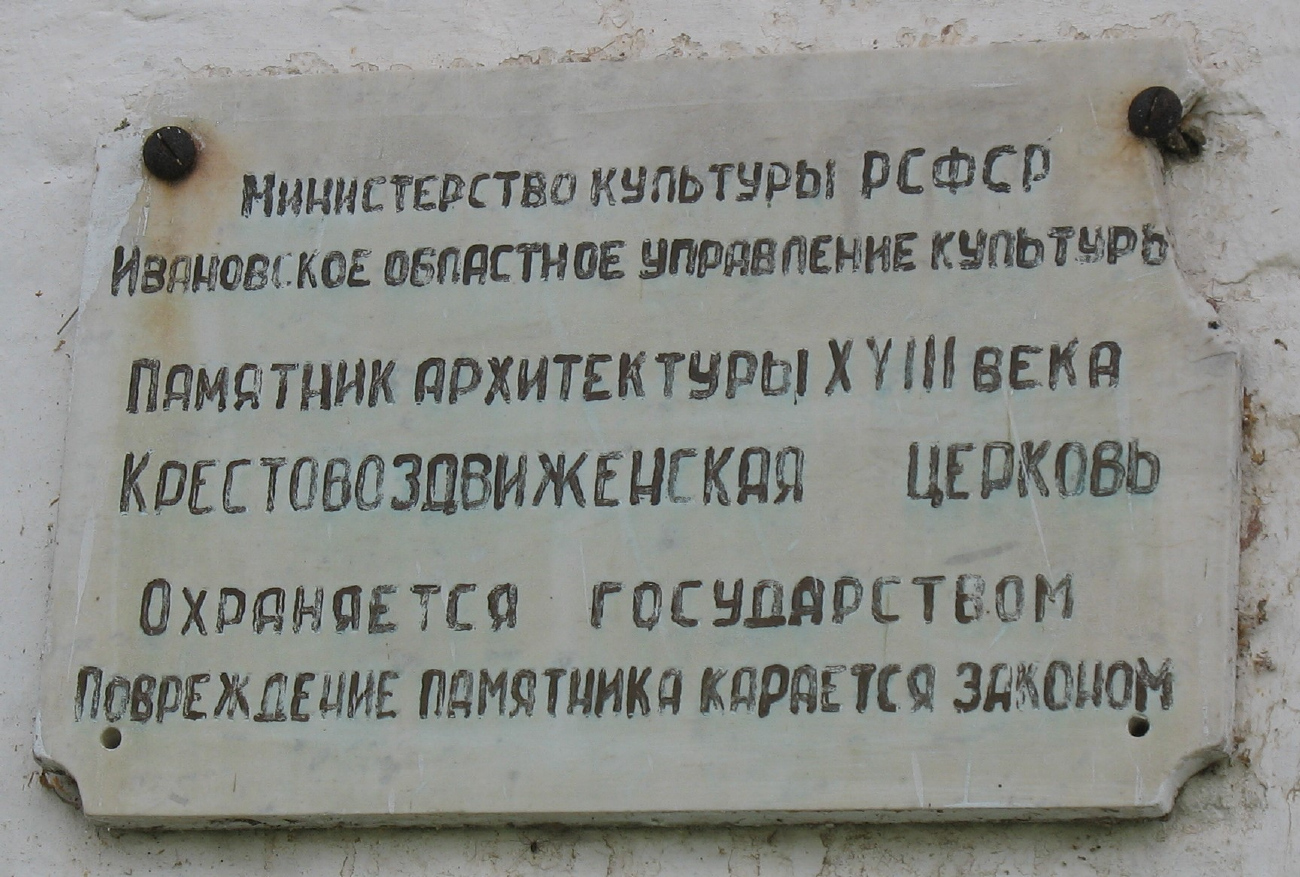 Министерство культуры РСФСР
Ивановское областное управление культуры
Памятник архитектуры XVIII века
Крестовоздвиженская церковь
Охраняется государством
Повреждение памятника карается законом